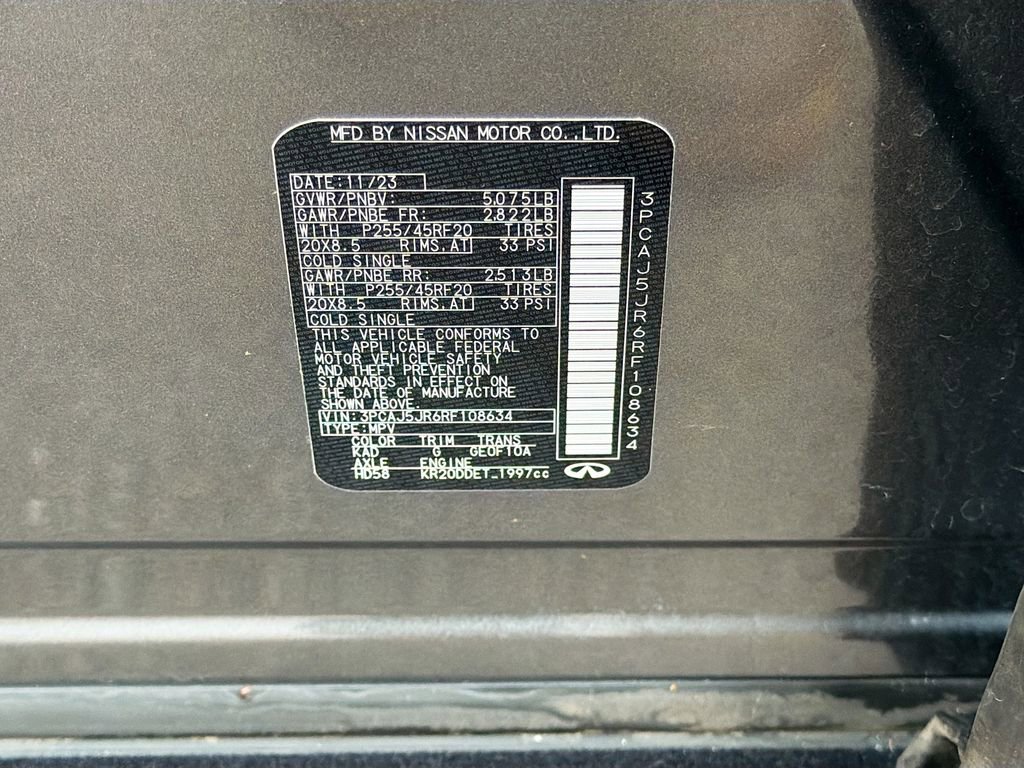 MFD BY NISSAN MOTOR CO.,LTD.
DATE:11/23
GVWR/PNBV: 5,075LB
GAWR/PNBE FR: 2,822LB
WITH P255/45RF20 TIRES
20X8.5 RIMS,AT 33 PSI
COLD SINGLE
GAWR/PNBE RR: 2,513LB
WITH P255/45RF20 TIRES
20X8.5 RIMS,AT 33 PSI
COLD SINGLE
THIS VEHICLE CONFORMS TO
ALL APPLICABLE FEDERAL
MOTOR VEHICLE SAFETY
AND THEFT PREVENTION
STANDARDS IN EFFECT ON
THE DATE OF MANUFACTURE
SHOWN ABOVE.
VIN:3PCAJ5JR6RF108634
TYPE:MPV
COLOR TRIM TRANS
KAD G GE0F10A
AXLE ENGINE
HD58 KR20DDET_1997cc
3PCAJ5JR6RF108634